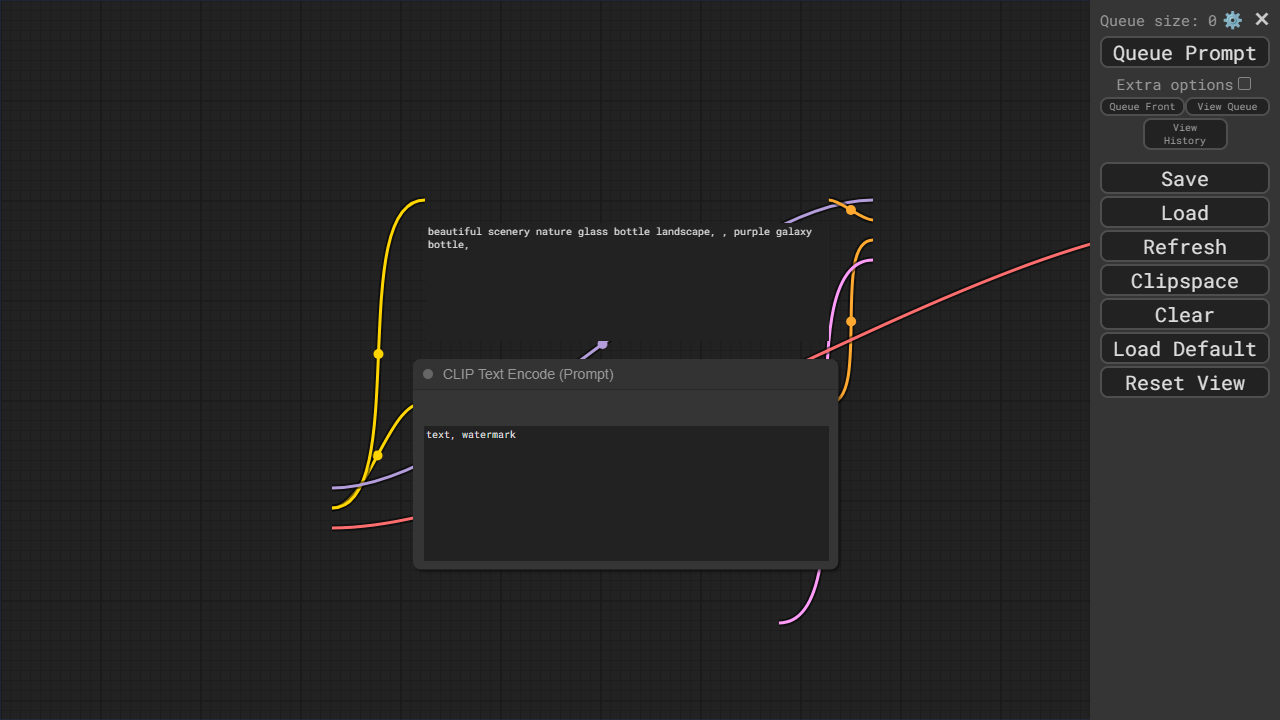 Queue size: 0
Queue Prompt
Extra options
Queue Front
View Queue
View
History
Save
Load
Refresh
Clipspace
Clear
Load Default
Reset View
beautiful scenery nature glass bottle landscape, , purple galaxy
bottle,
CLIP Text Encode (Prompt)
text, watermark